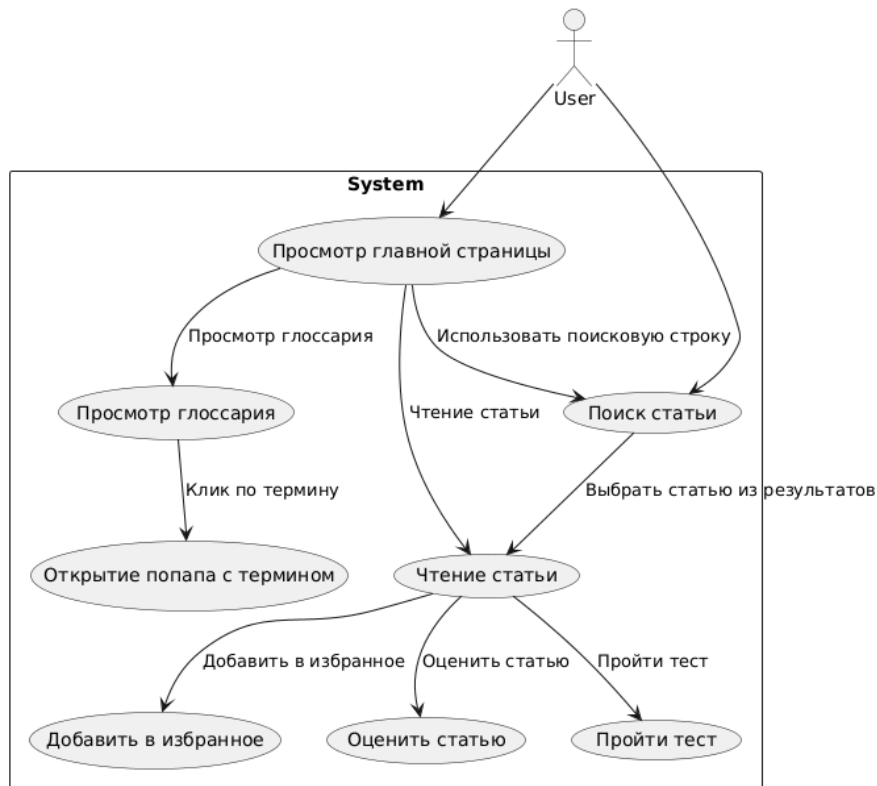 User
System
Просмотр главной страницы
Просмотр глоссария
Использовать поисковую строку
Просмотр глоссария
Чтение статьи
Поиск статьи
Клик по термину
Выбрать статью из результатов
Открытие попапа с термином
Чтение статьи
Добавить в избранное
Оценить статью
Пройти тест
Добавить в избранное
Оценить статью
Пройти тест